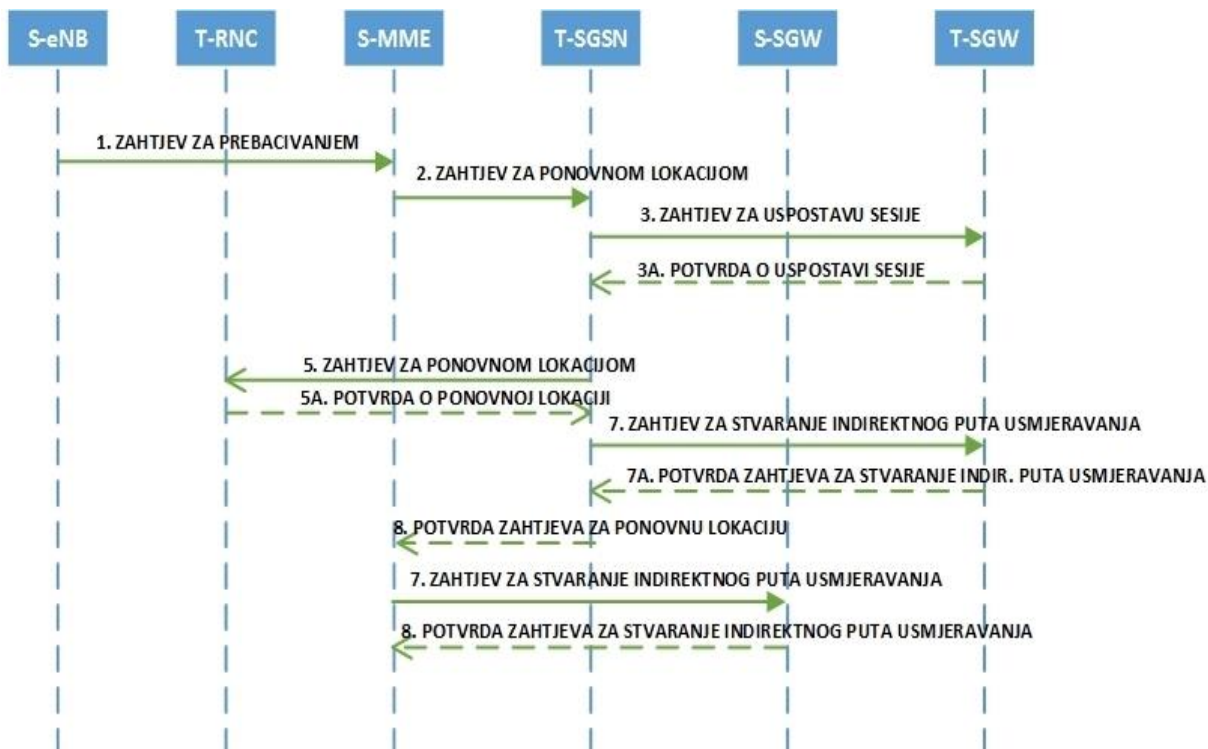 S-eNB T-RNC S-MME T-SGSN S-SGW T-SGW
1. ZAHTJEV ZA PREBACIVANJEM
2. ZAHTJEV ZA PONOVNOM LOKACIJOM
3. ZAHTJEV ZA USPOSTAVU SESIJE
3A. POTVRDA O USPOSTAVI SESIJE
5. ZAHTJEV ZA PONOVNOM LOKACIJOM
5A. POTVRDA O PONOVNOJ LOKACIJI
7. ZAHTJEV ZA STVARANJE INDIREKTNOG PUTA USMJERAVANJA
7A. POTVRDA ZAHTJEVA ZA STVARANJE INDIR. PUTA USMJERAVANJA
8. POTVRDA ZAHTJEVA ZA PONOVNU LOKACIJU
7. ZAHTJEV ZA STVARANJE INDIREKTNOG PUTA USMJERAVANJA
8. POTVRDA ZAHTJEVA ZA STVARANJE INDIREKTNOG PUTA USMJERAVANJA